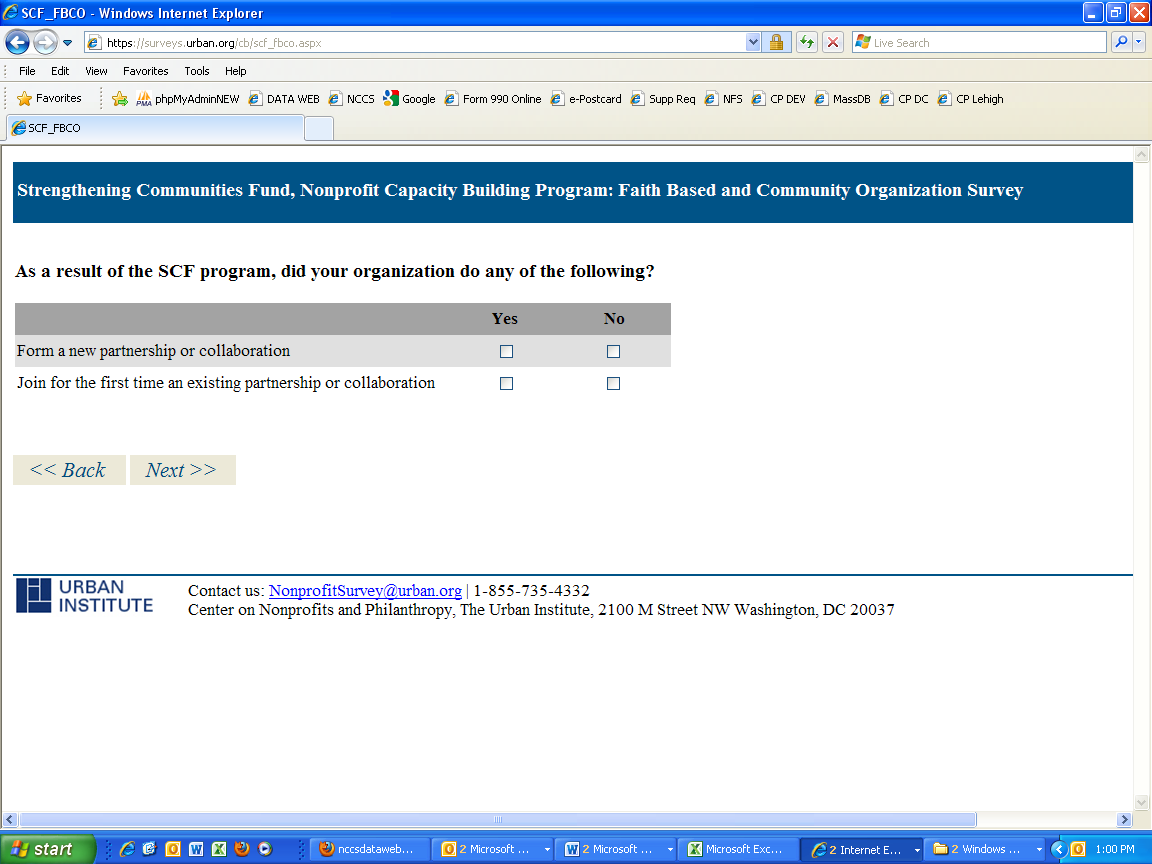 SCF_FBCO - Windows Internet Explorer
https://surveys.urban.org/cb/scf_fbco.aspx
Live Search
File Edit View Favorites Tools Help
Favorites phpMyAdminNEW DATA WEB NCCS Google Form 990 Online e-Postcard Supp Req NFS CP DEV MassDB CP DC CP Lehigh
SCF_FBCO
Strengthening Communities Fund, Nonprofit Capacity Building Program: Faith Based and Community Organization Survey
As a result of the SCF program, did your organization do any of the following?
Yes No
Form a new partnership or collaboration
Join for the first time an existing partnership or collaboration
<< Back Next >>
URBAN INSTITUTE
Contact us: NonprofitSurvey@urban.org | 1-855-735-4332
Center on Nonprofits and Philanthropy, The Urban Institute, 2100 M Street NW Washington, DC 20037
start nccsdataweb... 2 Microsoft ... 2 Microsoft ... Microsoft Exc... 2 Internet E... 2 Windows ... 1:00 PM